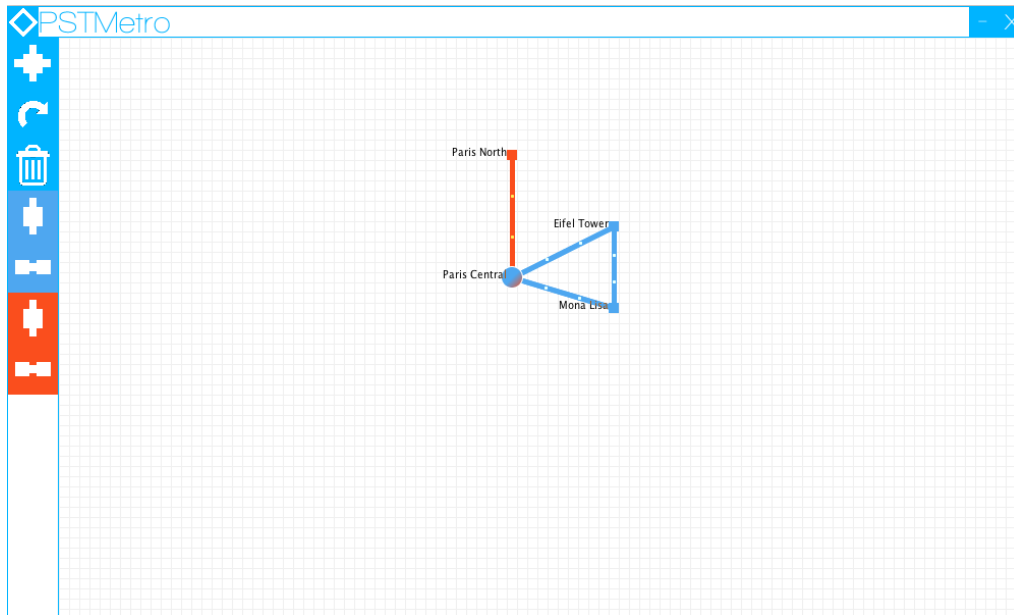 PSTMetro
Paris North
Eifel Tower
Paris Central
Mona Lisa